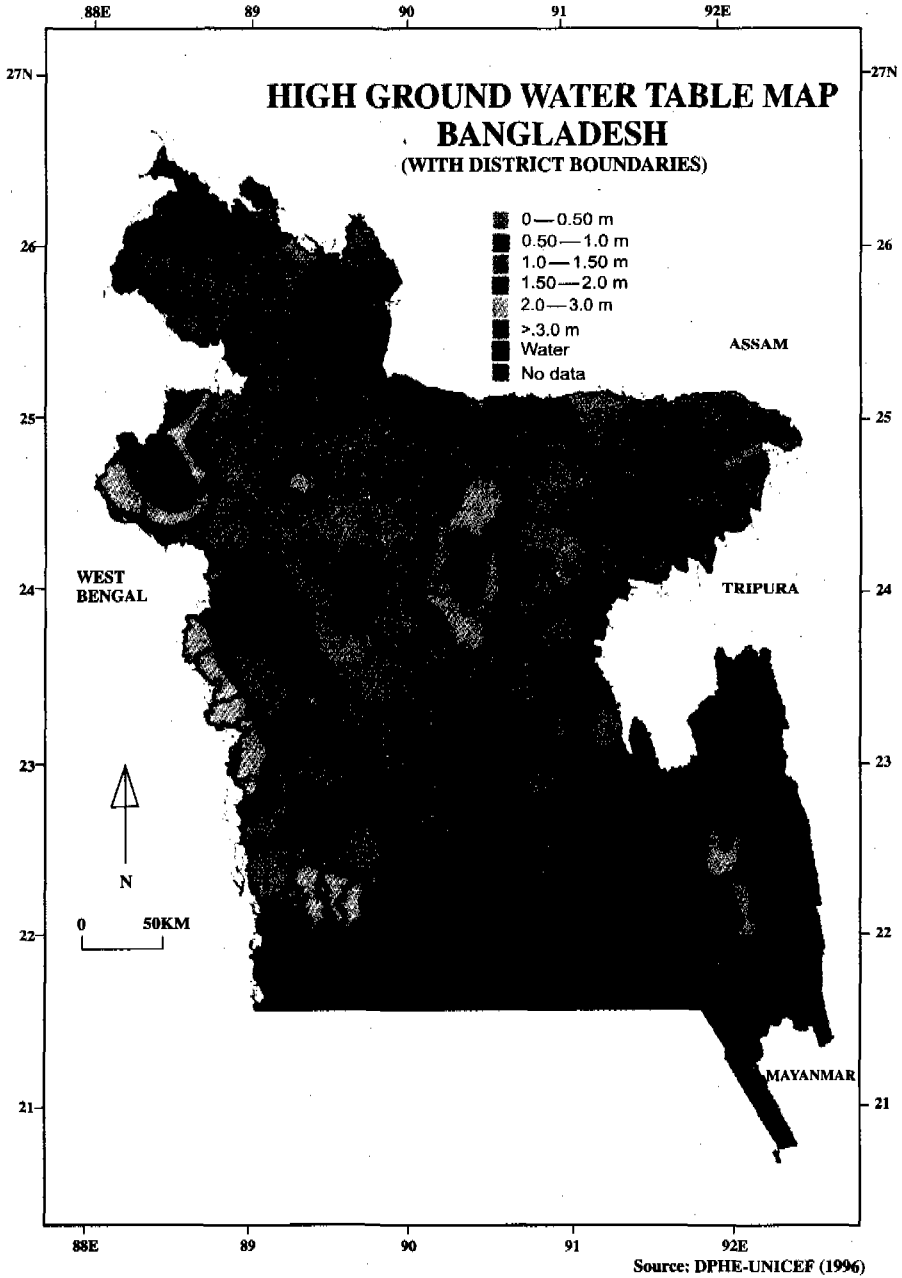 88E 89 90 91 92E
27N 27N
HIGH GROUND WATER TABLE MAP
BANGLADESH
(WITH DISTRICT BOUNDARIES)
0—0.50 m
0.50—1.0 m
1.0—1.50 m
1.50—2.0 m
2.0—3.0 m
>.3.0 m
Water
No data
26 26
ASSAM
25 25
WEST
BENGAL
24 24
TRIPURA
23 23
N
0 50KM
22 22
MAYANMAR
21 21
88E 89 90 91 92E
Source: DPHE-UNICEF (1996)